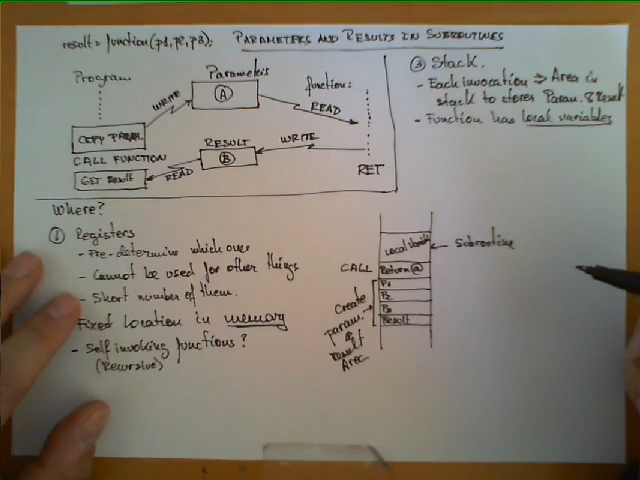 result = function(p1, p2, p3);
PARAMETERS AND RESULTS IN SUBROUTINES
Program
Parameters
function:
WRITE
A
READ
COPY PARAM.
CALL FUNCTION
GET Result
RESULT
B
WRITE
READ
RET
③ Stack.
- Each invocation ⇒ Area in
stack to stores Param. & Result
- Function has local variables
Where?
① Registers
- Pre-determine which ones
- Cannot be used for other things
- Short number of them.
Fixed Location in memory
- Self invoking functions?
(Recursive)
Local Variables
Subroutine
CALL
Return @
P1
P2
P3
Result
Create
param.
&
result
Area